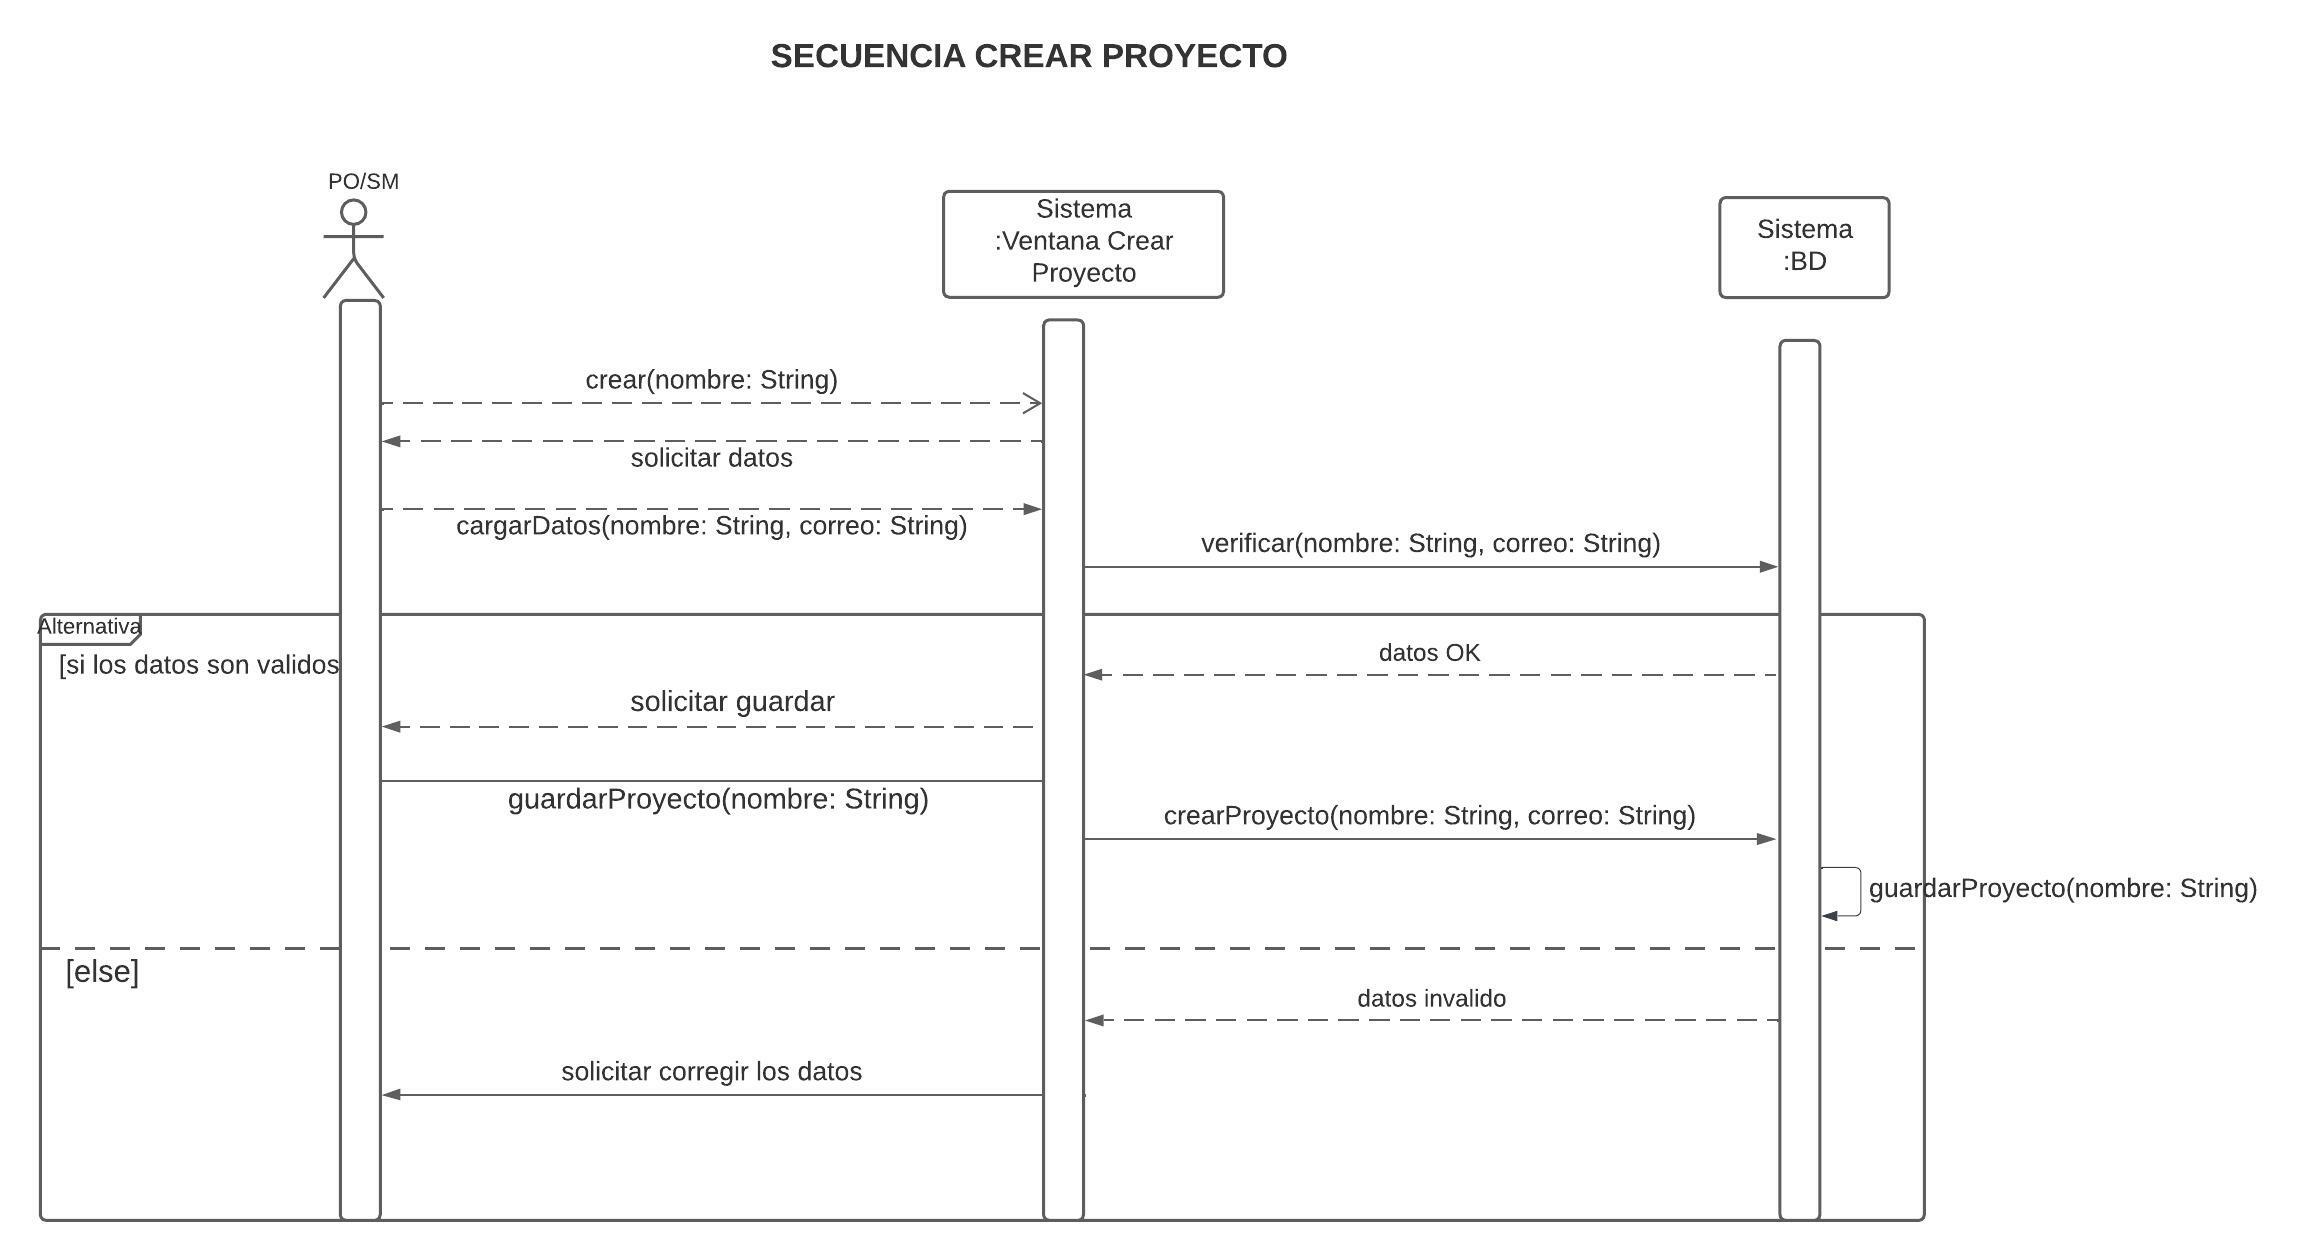 SECUENCIA CREAR PROYECTO
PO/SM
Sistema
:Ventana Crear
Proyecto
Sistema
:BD
crear(nombre: String)
solicitar datos
cargarDatos(nombre: String, correo: String)
verificar(nombre: String, correo: String)
Alternativa
[si los datos son validos
datos OK
solicitar guardar
guardarProyecto(nombre: String)
crearProyecto(nombre: String, correo: String)
guardarProyecto(nombre: String)
[else]
datos invalido
solicitar corregir los datos